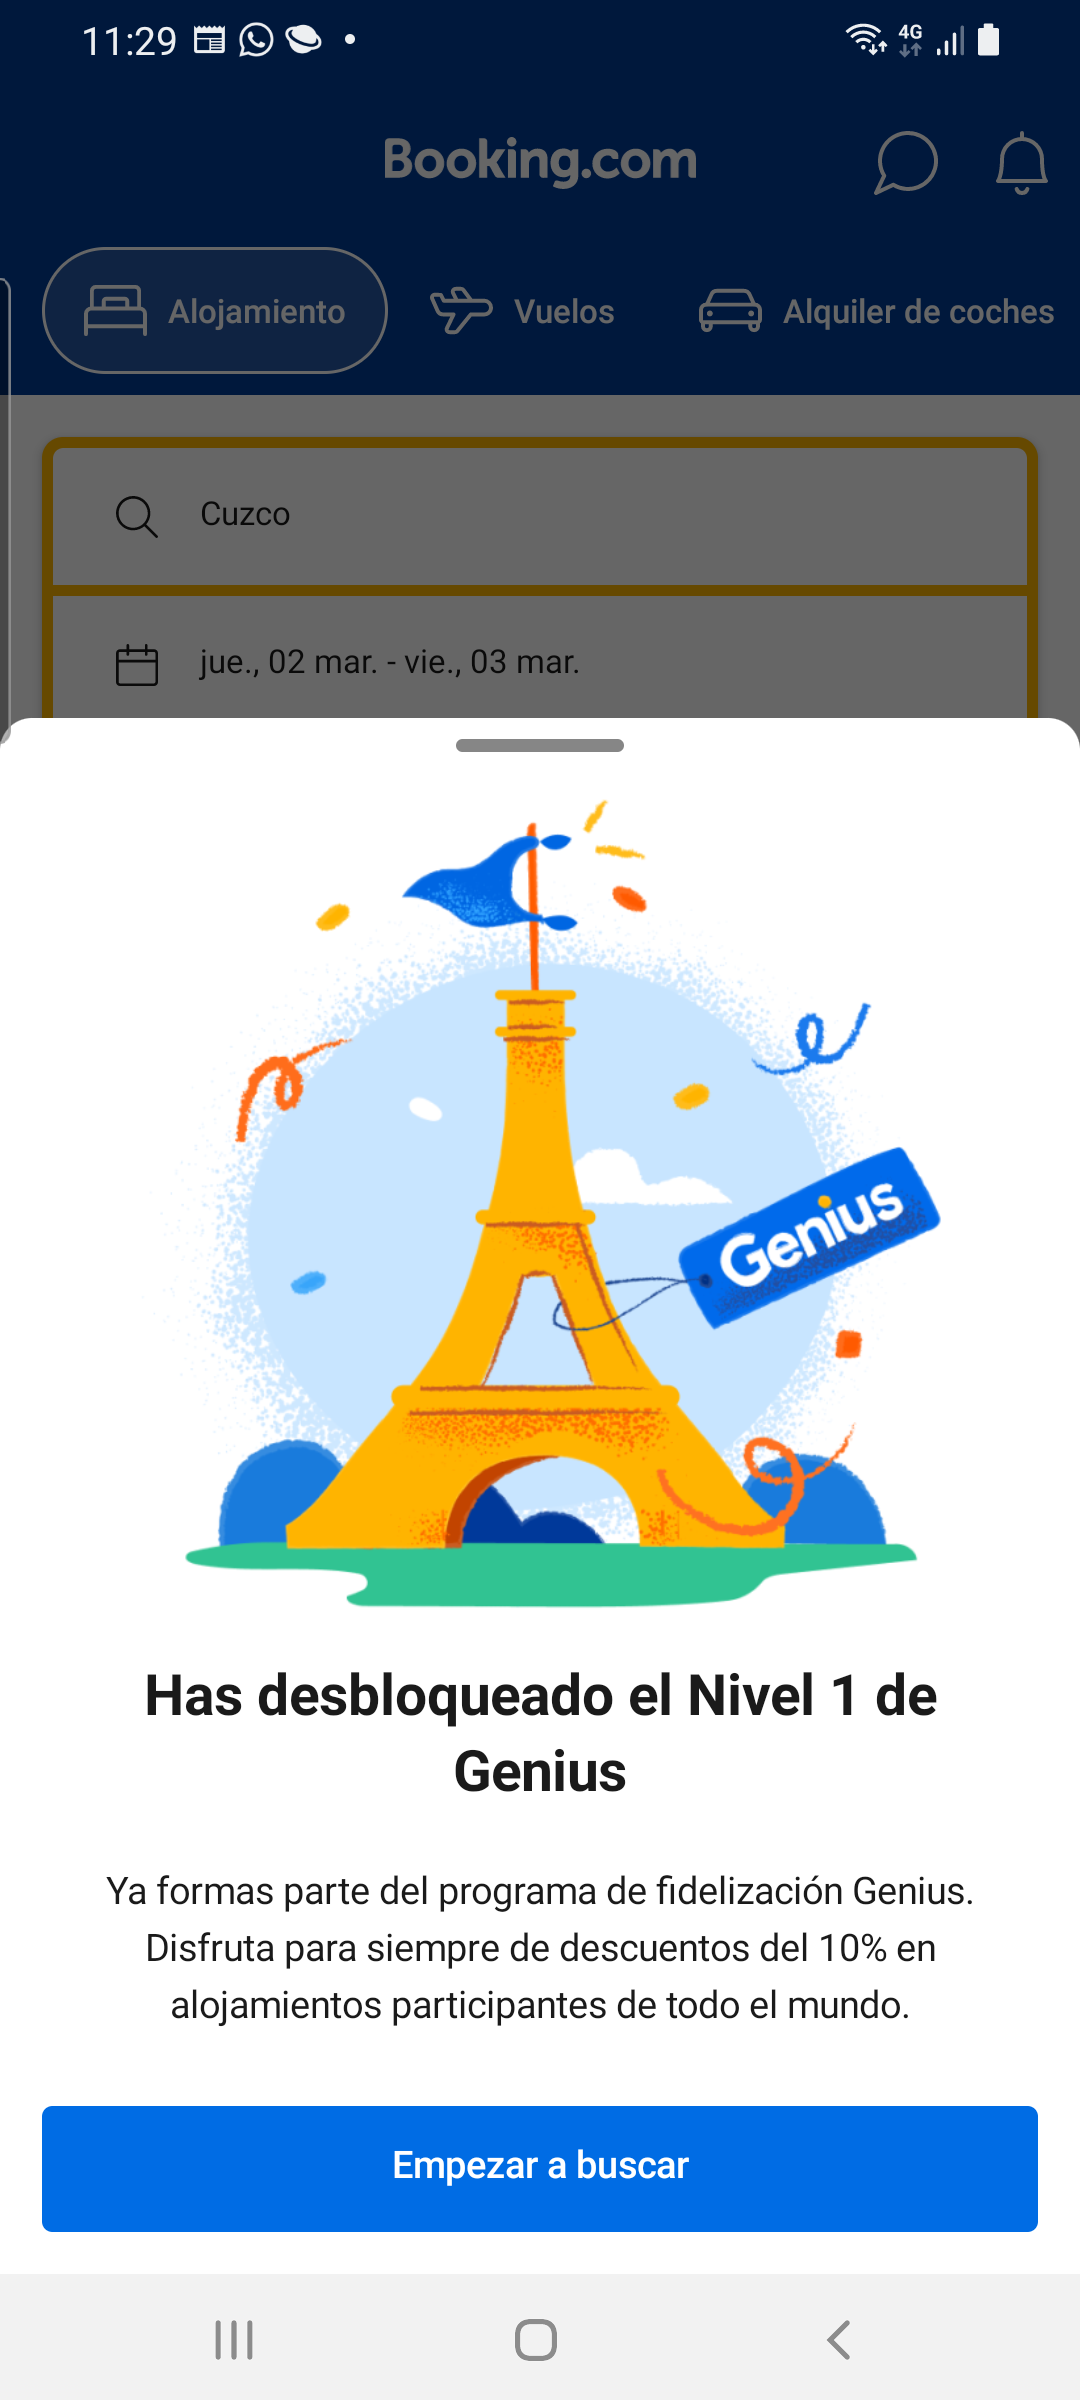 11:29
4G
Booking.com
Alojamiento
Vuelos
Alquiler de coches
Cuzco
jue., 02 mar. - vie., 03 mar.
Genius
Has desbloqueado el Nivel 1 de
Genius
Ya formas parte del programa de fidelización Genius.
Disfruta para siempre de descuentos del 10% en
alojamientos participantes de todo el mundo.
Empezar a buscar